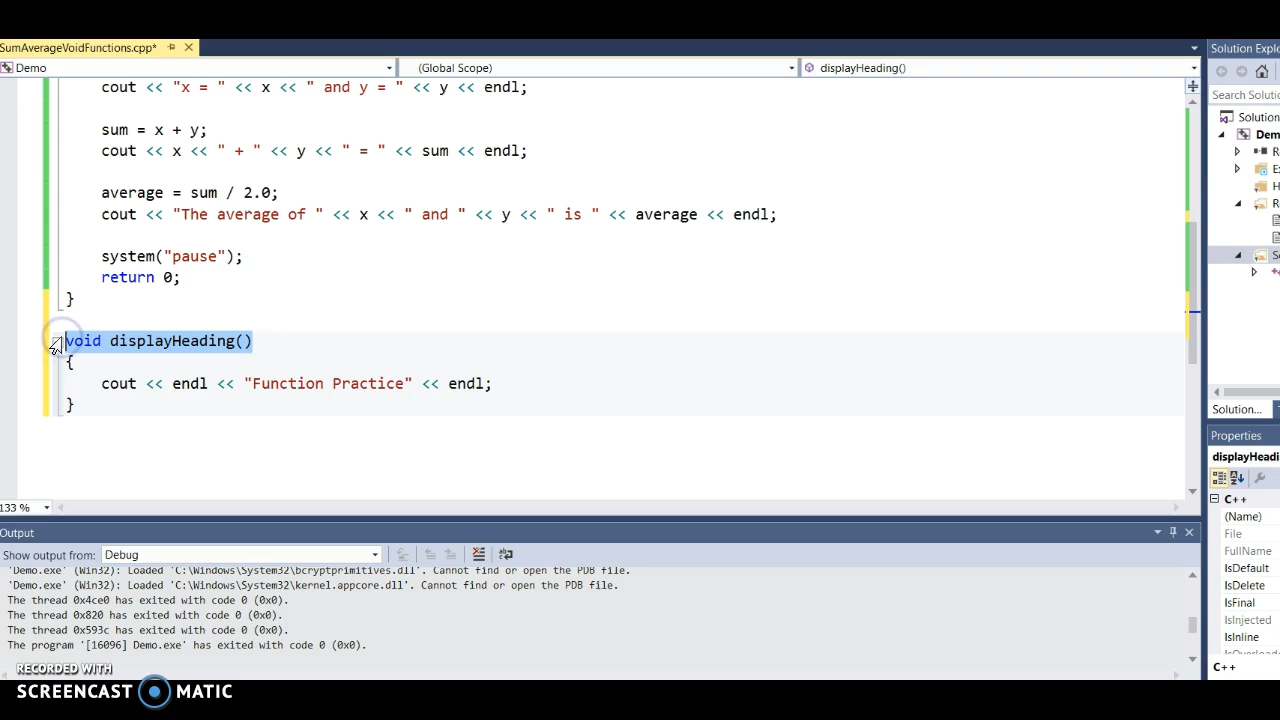 SumAverageVoidFunctions.cpp*
Solution Explo
Demo
(Global Scope)
displayHeading()
cout << "x = " << x << " and y = " << y << endl;
sum = x + y;
cout << x << " + " << y << " = " << sum << endl;
average = sum / 2.0;
cout << "The average of " << x << " and " << y << " is " << average << endl;
system("pause");
return 0;
}
void displayHeading()
{
cout << endl << "Function Practice" << endl;
}
133 %
Search Solutio
Solution
Dem
R
E
H
R
S
Solution...
Properties
displayHeadi
C++
(Name)
File
FullName
IsDefault
IsDelete
IsFinal
IsInjected
IsInline
IsOverloade
C++
Output
Show output from:
Debug
'Demo.exe' (Win32): Loaded 'C:\Windows\System32\bcryptprimitives.dll'. Cannot find or open the PDB file.
'Demo.exe' (Win32): Loaded 'C:\Windows\System32\kernel.appcore.dll'. Cannot find or open the PDB file.
The thread 0x4ce0 has exited with code 0 (0x0).
The thread 0x820 has exited with code 0 (0x0).
The thread 0x593c has exited with code 0 (0x0).
The program '[16096] Demo.exe' has exited with code 0 (0x0).
RECORDED WITH
SCREENCAST MATIC